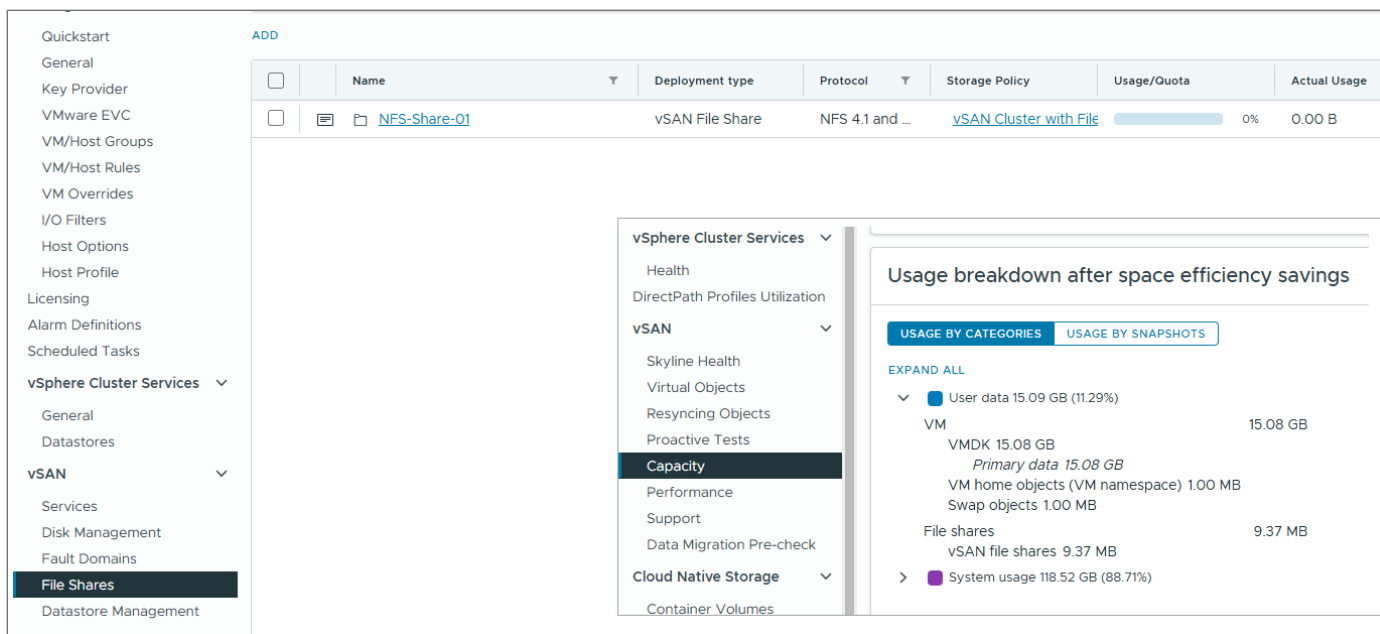 Quickstart
General
Key Provider
VMware EVC
VM/Host Groups
VM/Host Rules
VM Overrides
I/O Filters
Host Options
Host Profile
Licensing
Alarm Definitions
Scheduled Tasks
vSphere Cluster Services
General
Datastores
vSAN
Services
Disk Management
Fault Domains
File Shares
Datastore Management
ADD
Name Deployment type Protocol Storage Policy Usage/Quota Actual Usage
NFS-Share-01 vSAN File Share NFS 4.1 and ... vSAN Cluster with File 0% 0.00 B
vSphere Cluster Services
Health
DirectPath Profiles Utilization
vSAN
Skyline Health
Virtual Objects
Resyncing Objects
Proactive Tests
Capacity
Performance
Support
Data Migration Pre-check
Cloud Native Storage
Container Volumes
Usage breakdown after space efficiency savings
USAGE BY CATEGORIES USAGE BY SNAPSHOTS
EXPAND ALL
User data 15.09 GB (11.29%)
VM 15.08 GB
VMDK 15.08 GB
Primary data 15.08 GB
VM home objects (VM namespace) 1.00 MB
Swap objects 1.00 MB
File shares 9.37 MB
vSAN file shares 9.37 MB
System usage 118.52 GB (88.71%)